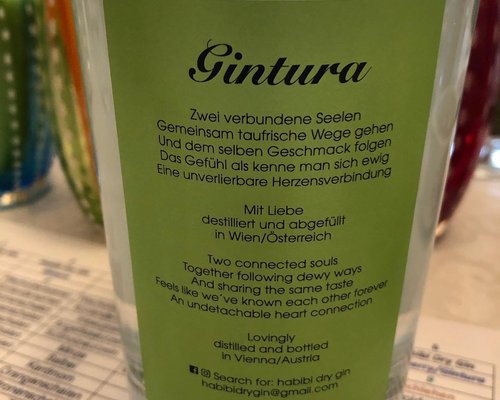 Gintura
Zwei verbundene Seelen
Gemeinsam taufrische Wege gehen
Und dem selben Geschmack folgen
Das Gefühl als kenne man sich ewig
Eine unverlierbare Herzensverbindung
Mit Liebe
destilliert und abgefüllt
in Wien/Österreich
Two connected souls
Together following dewy ways
And sharing the same taste
Feels like we've known each other forever
An undetachable heart connection
Lovingly
distilled and bottled
in Vienna/Austria
Search for: habibi dry gin
habibidrygin@gmail.com